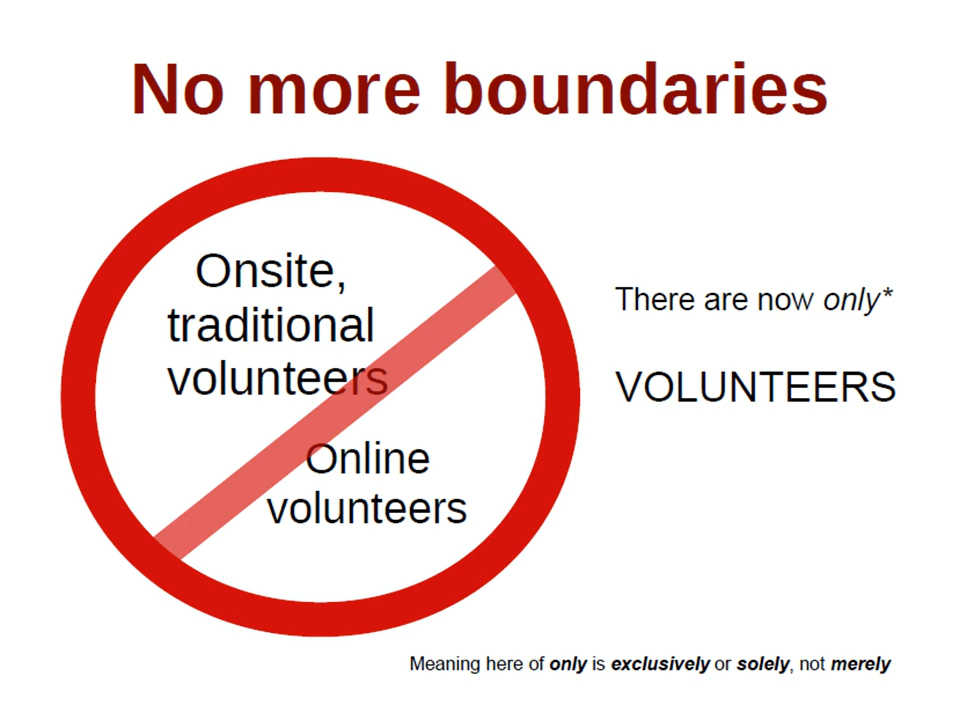 No more boundaries
Onsite,
traditional
volunteers
Online
volunteers
There are now only*
VOLUNTEERS
Meaning here of only is exclusively or solely, not merely